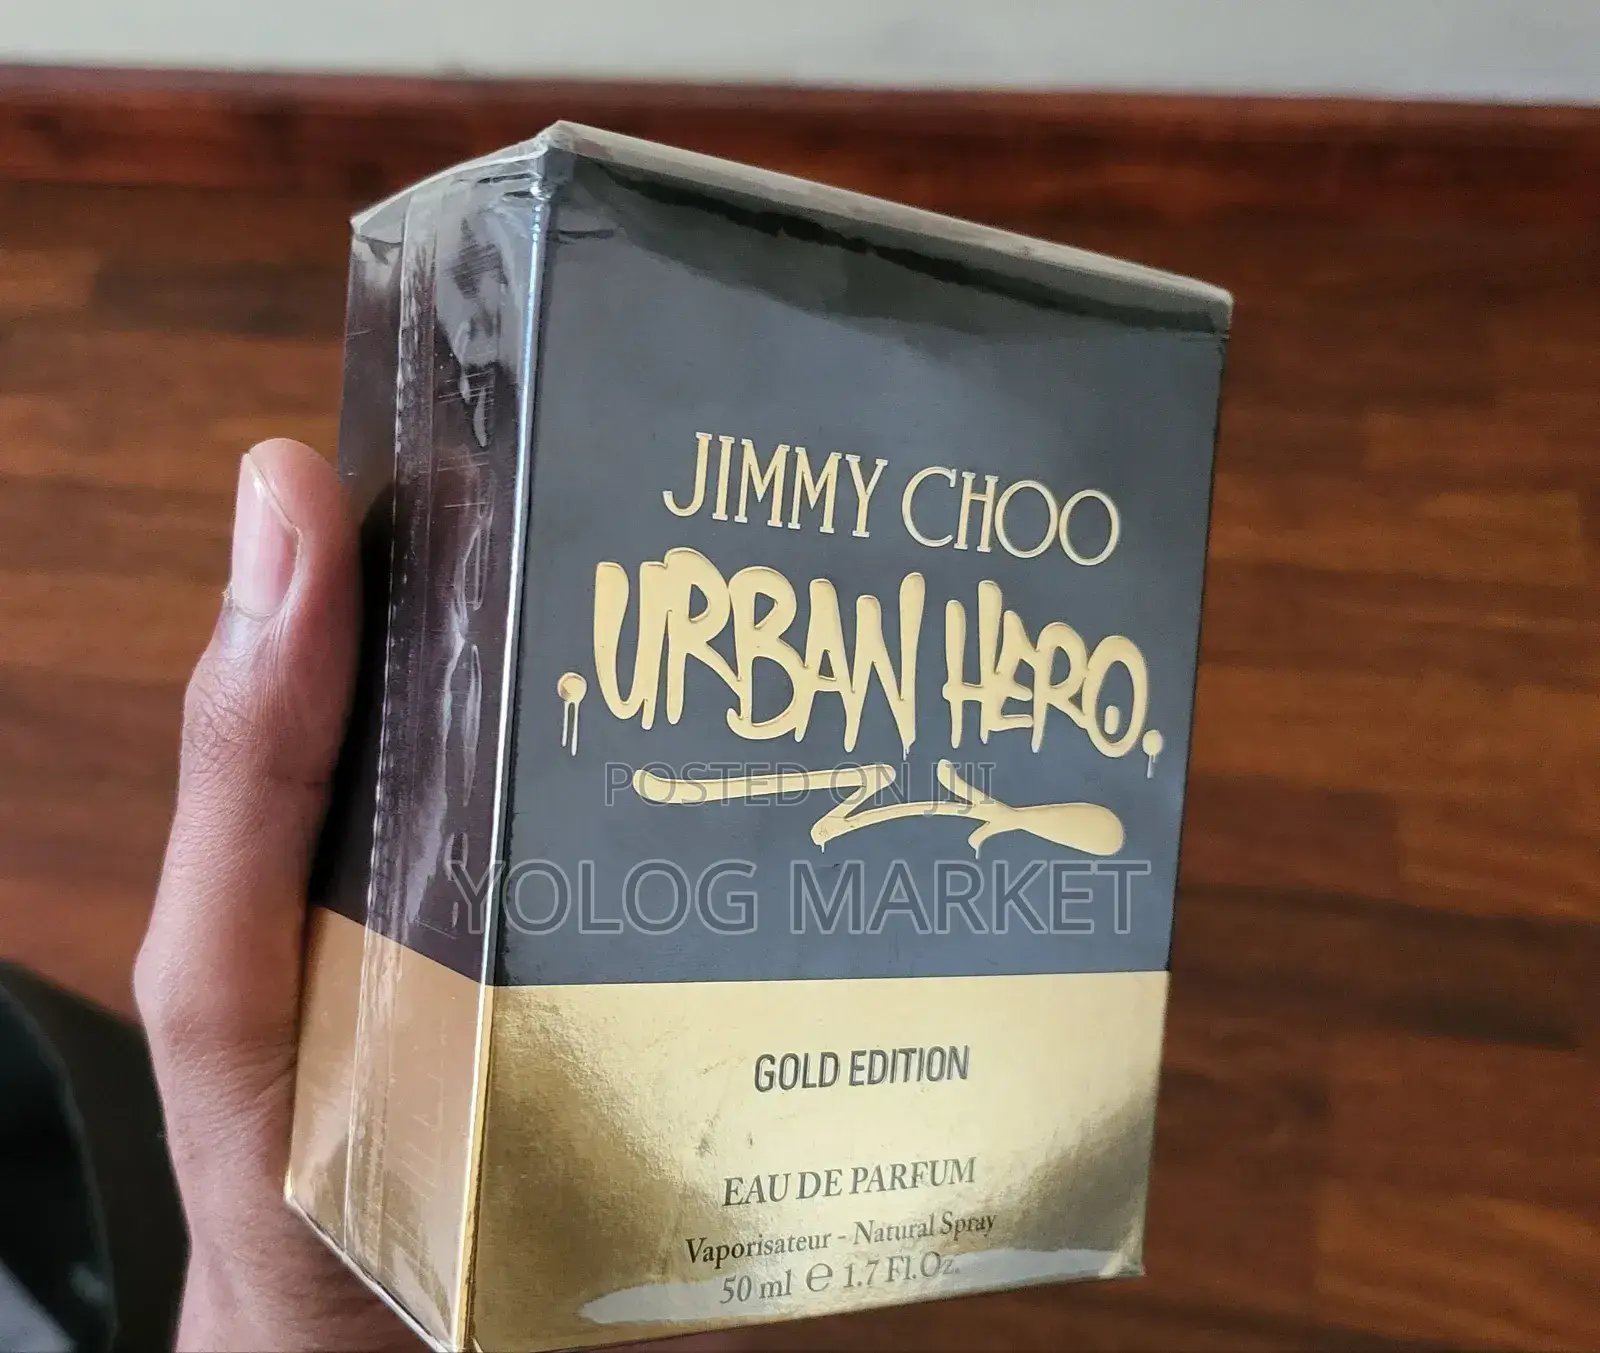 JIMMY CHOO
URBAN HERO
POSTED ON JIJI
YOLOG MARKET
GOLD EDITION
EAU DE PARFUM
Vaporisateur - Natural Spray
50 ml ℮ 1.7 Fl.Oz.